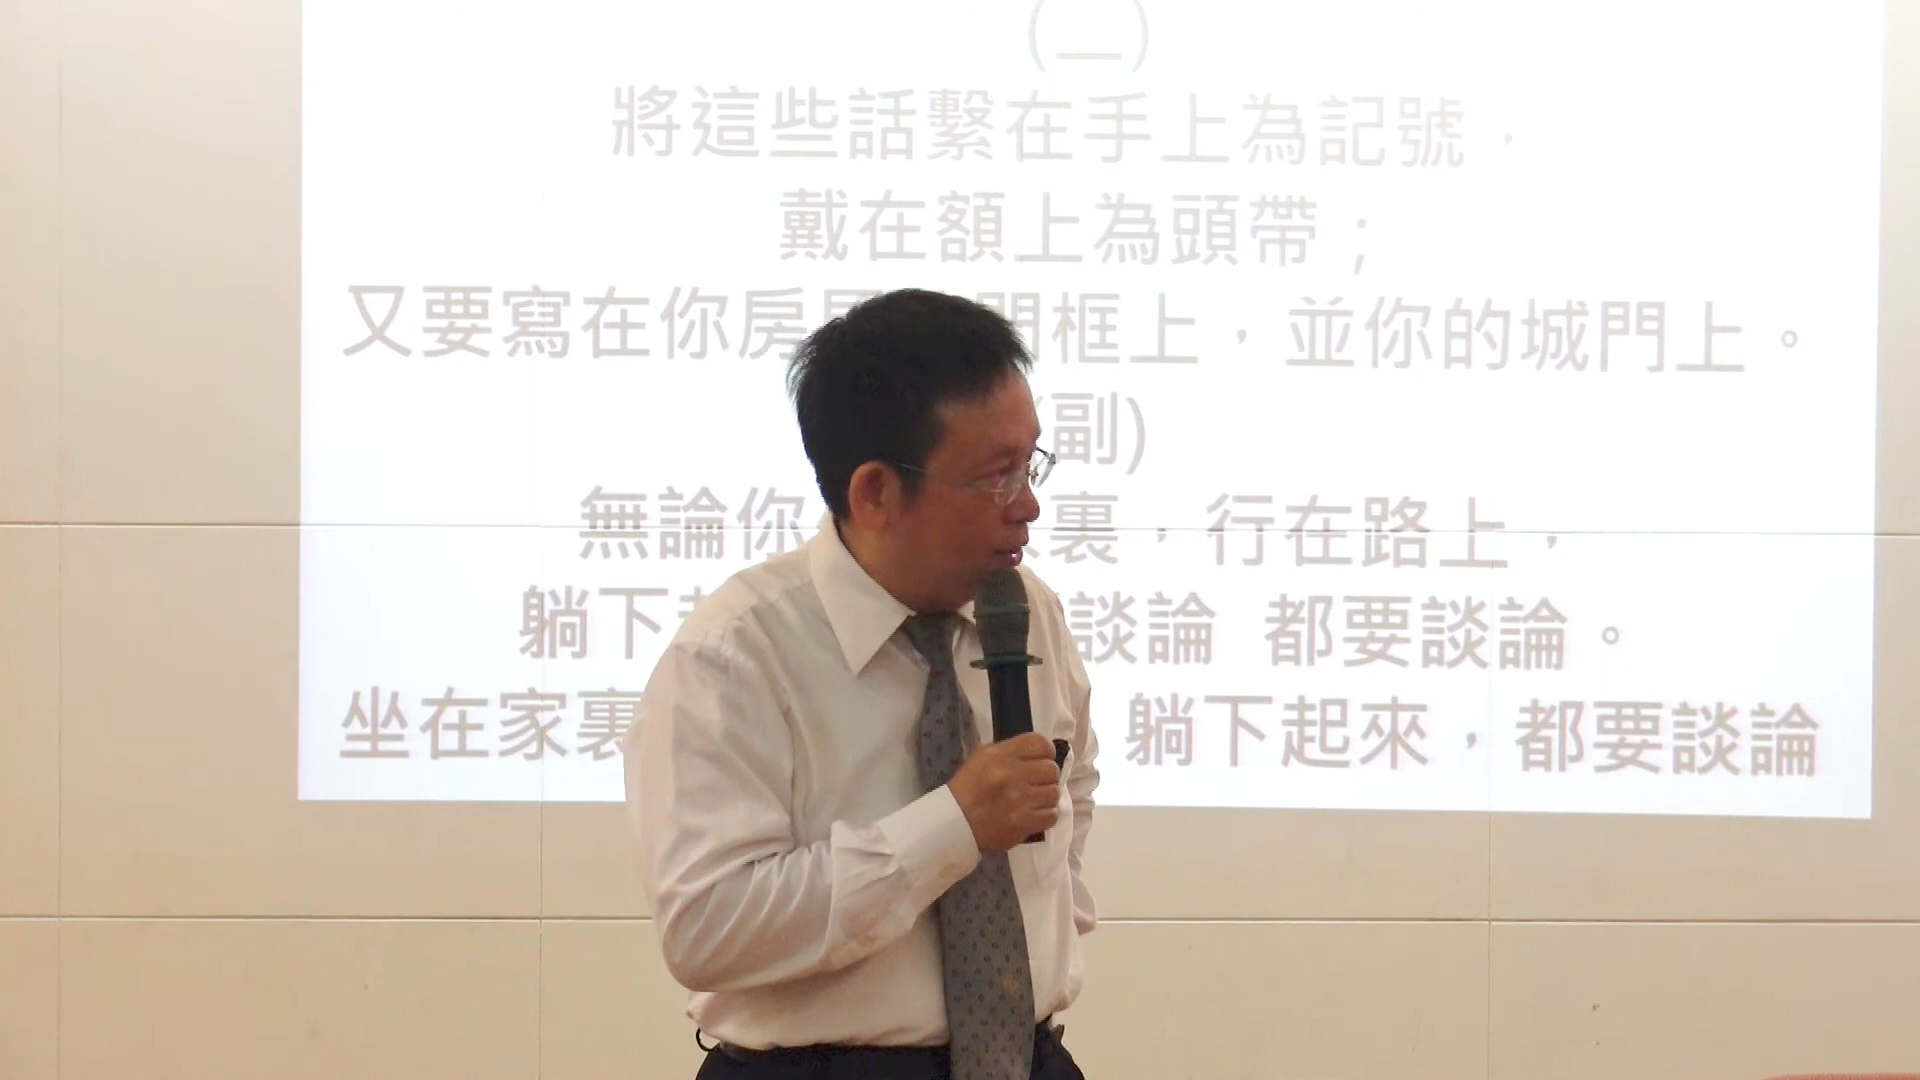 (二)
將這些話繫在手上為記號，
戴在額上為頭帶；
又要寫在你房 門框上，並你的城門上。
(副)
無論你 家裏，行在路上，
躺下 談論 都要談論。
坐在家裏 躺下起來，都要談論